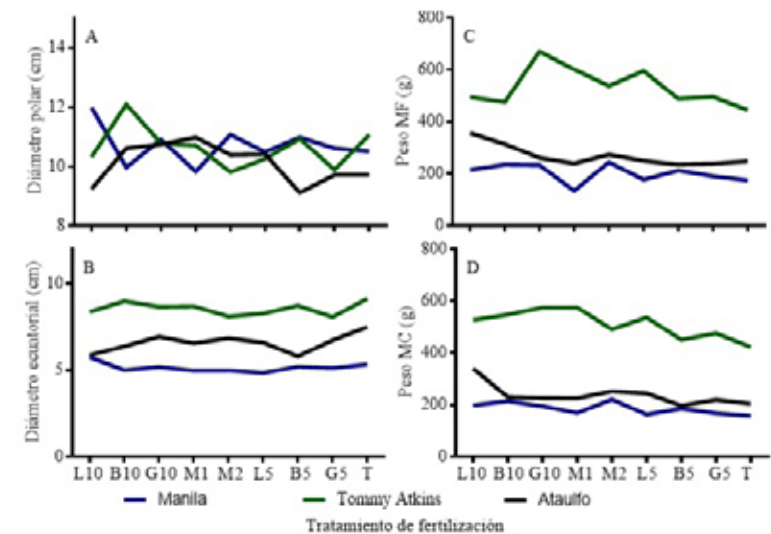 A
Diámetro polar (cm)
14
12
10
8
B
Diámetro ecuatorial (cm)
10
5
0
L10 B10 G10 M1 M2 L5 B5 G5 T
C
Peso MF (g)
800
600
400
200
0
D
Peso MC (g)
800
600
400
200
0
L10 B10 G10 M1 M2 L5 B5 G5 T
Manila Tommy Atkins Ataulfo
Tratamiento de fertilización